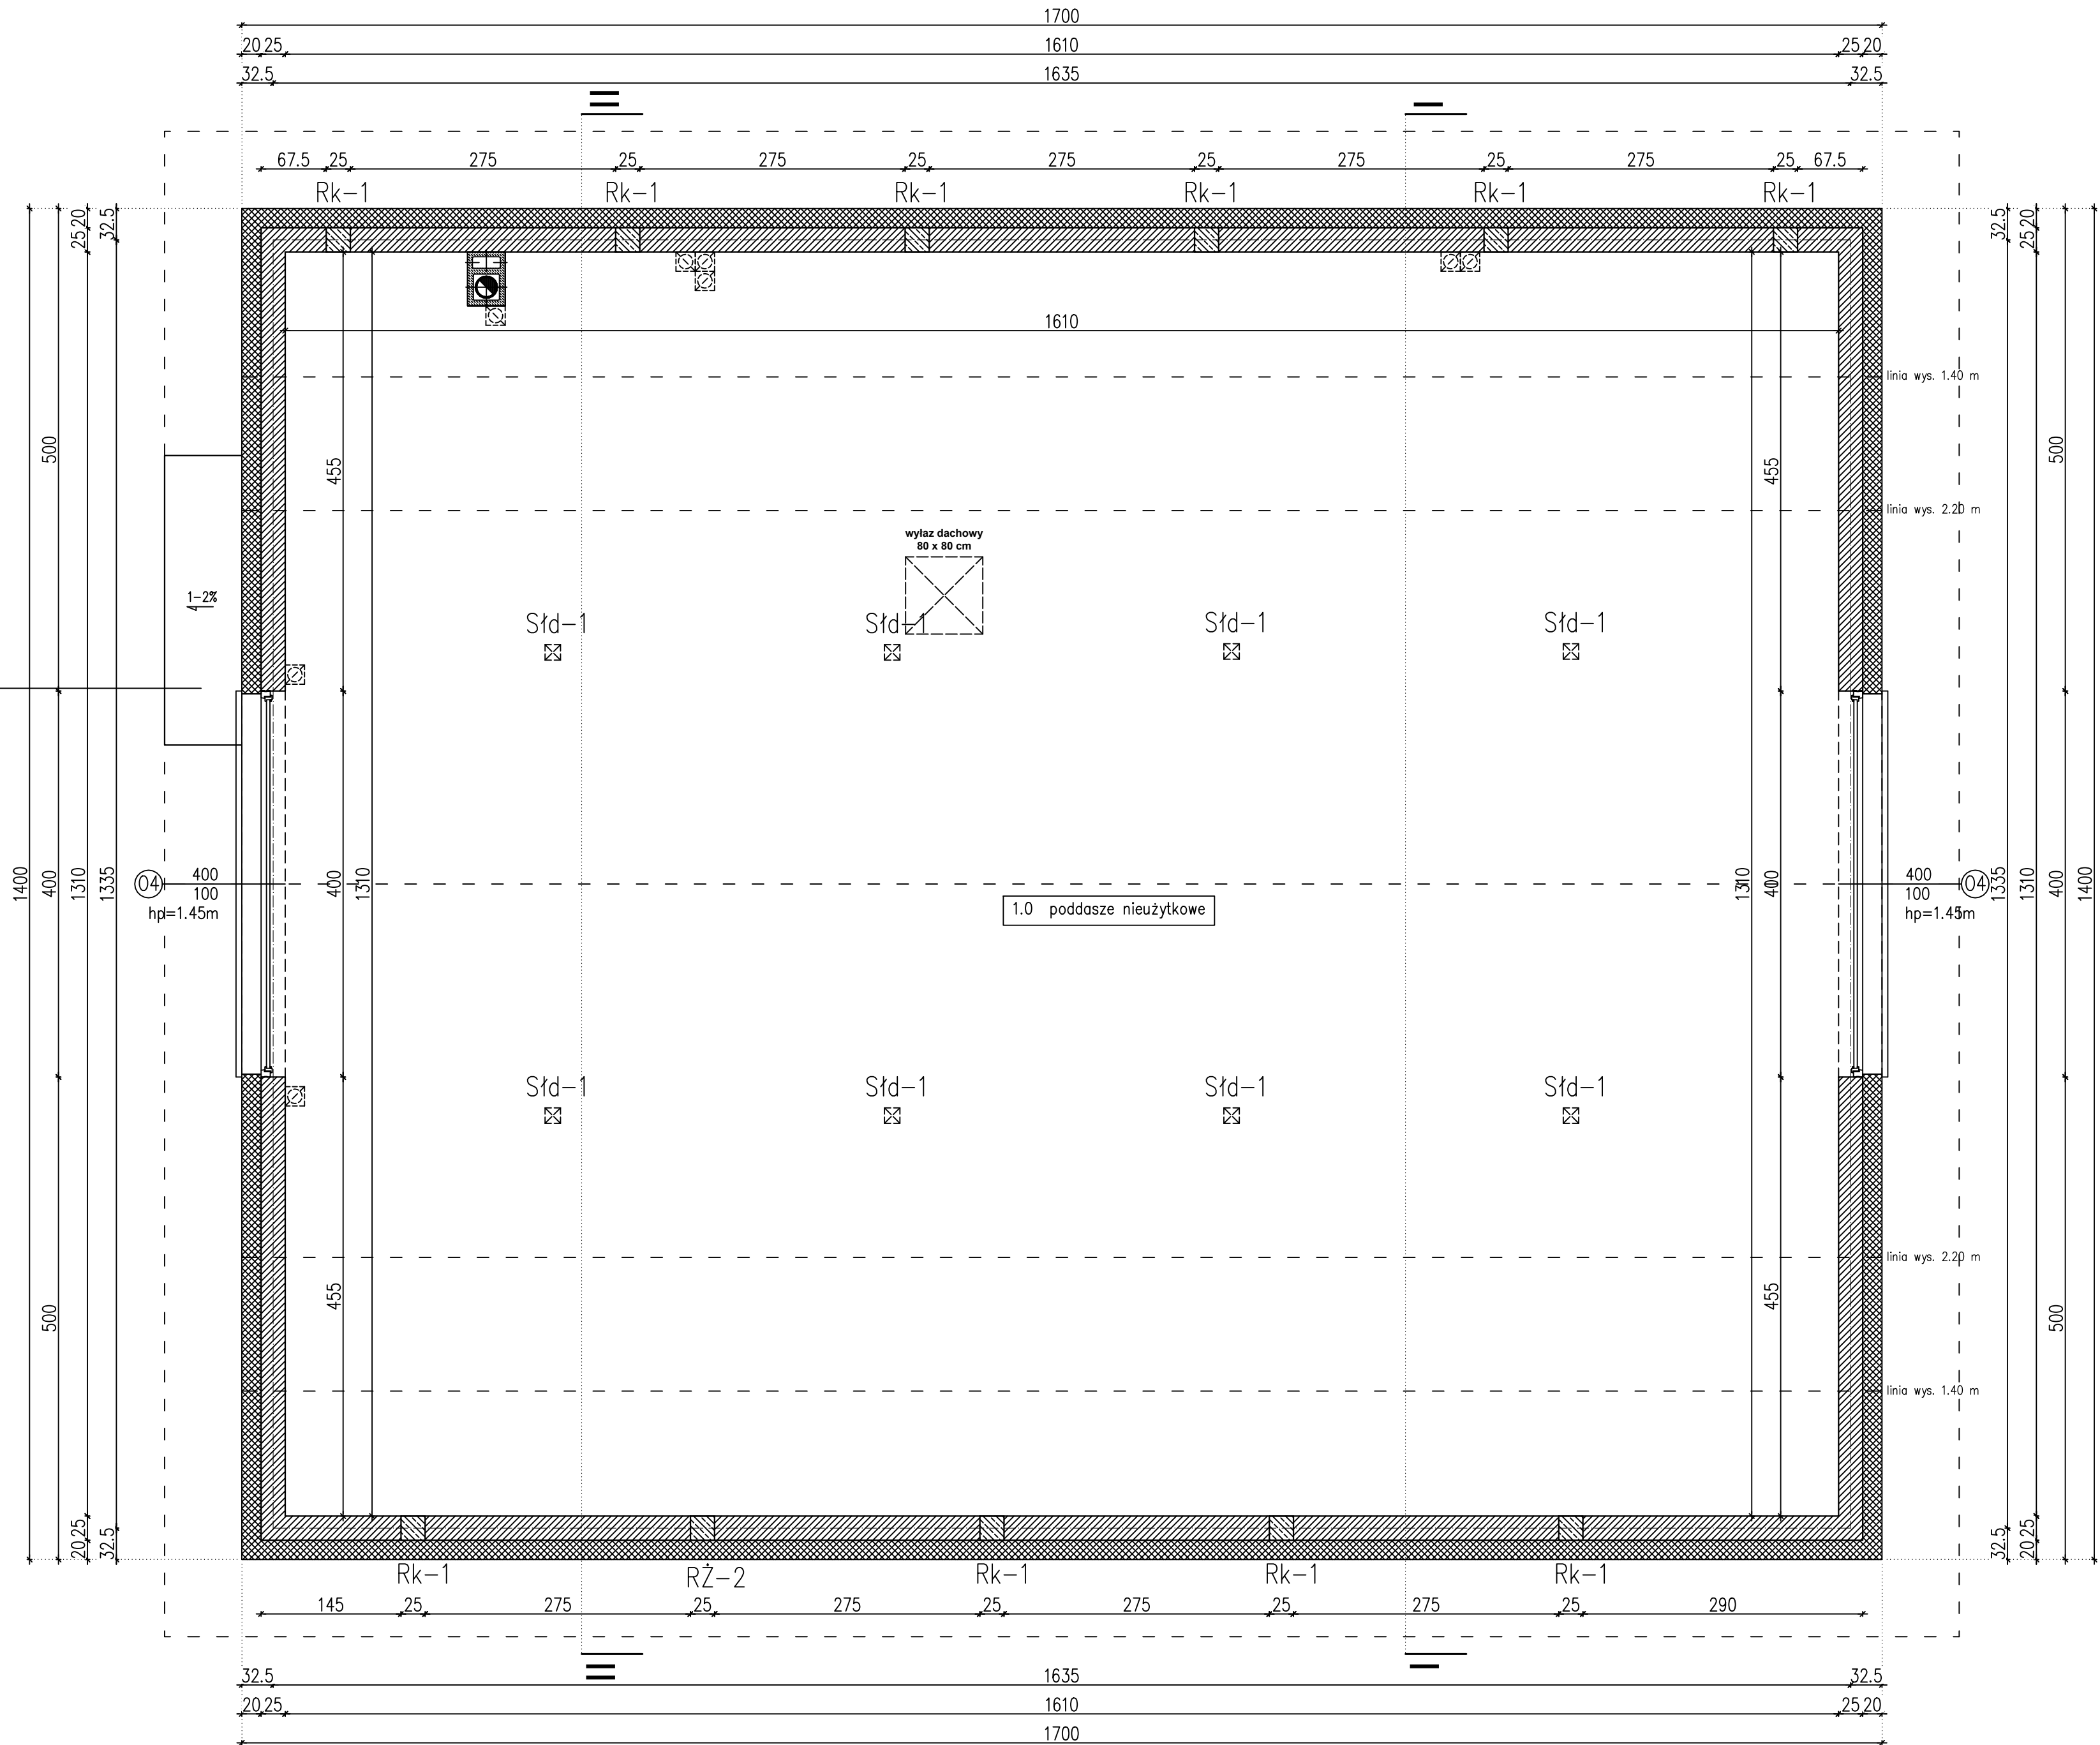 1700
20 25 1610 25 20
32.5 1635 32.5
II I
67.5 25 275 25 275 25 275 25 275 25 275 25 67.5
Rk-1 Rk-1 Rk-1 Rk-1 Rk-1 Rk-1
25 20 32.5
32.5 25 20
1610
linia wys. 1.40 m
500 455 455 500
linia wys. 2.20 m
wyłaz dachowy
80 x 80 cm
1-2%
Słd-1 Słd-1 Słd-1 Słd-1
1400 400 1310 1335
04 400
100
hp=1.45m
400 1310
1310 400
400 04
100
hp=1.45m
1335 1310 400 1400
1.0 poddasze nieużytkowe
Słd-1 Słd-1 Słd-1 Słd-1
linia wys. 2.20 m
500 455 455 500
linia wys. 1.40 m
20 25 32.5
32.5 20 25
Rk-1 RŻ-2 Rk-1 Rk-1 Rk-1
145 25 275 25 275 25 275 25 275 25 290
II I
32.5 1635 32.5
20 25 1610 25 20
1700